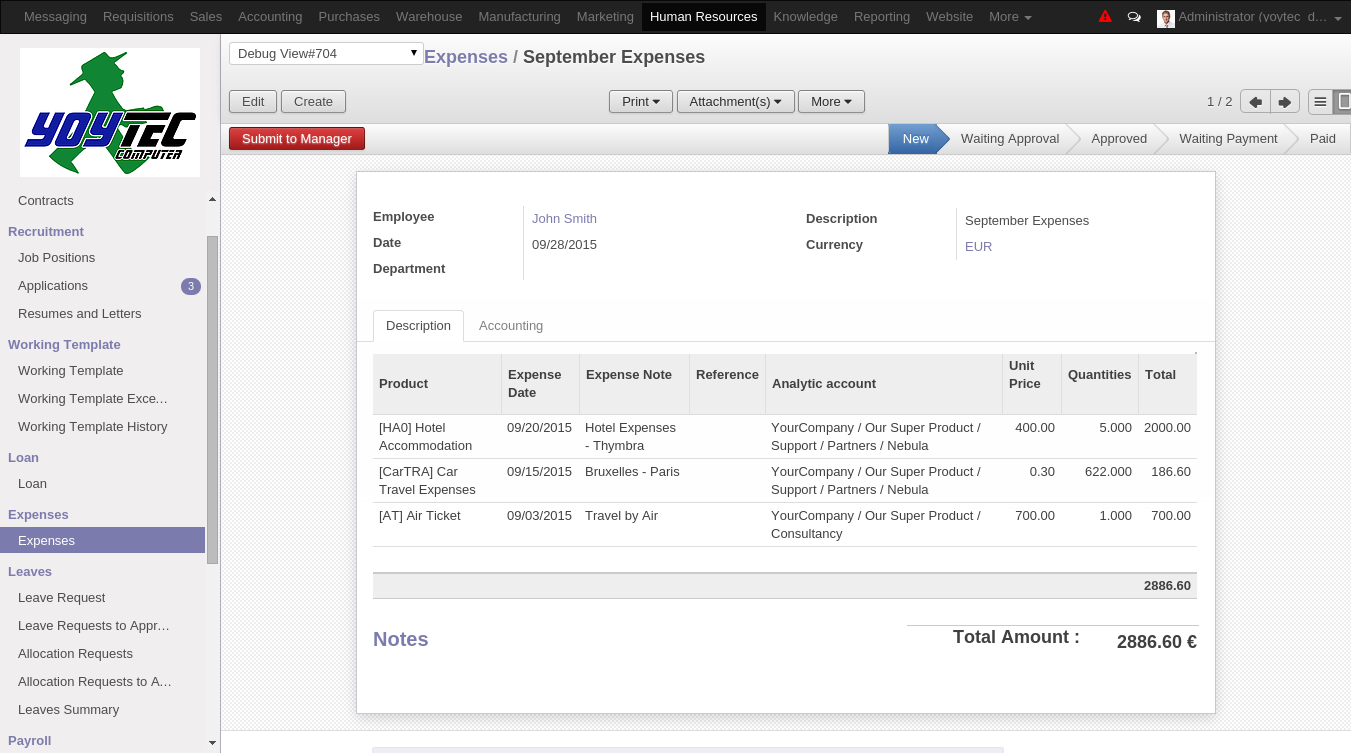 Messaging Requisitions Sales Accounting Purchases Warehouse Manufacturing Marketing Human Resources Knowledge Reporting Website More Administrator (yoytec_d…
YOYTEC
COMPUTER
Contracts
Recruitment
Job Positions
Applications 3
Resumes and Letters
Working Template
Working Template
Working Template Exce…
Working Template History
Loan
Loan
Expenses
Expenses
Leaves
Leave Request
Leave Requests to Appr…
Allocation Requests
Allocation Requests to A…
Leaves Summary
Payroll
Debug View#704 Expenses / September Expenses
Edit Create Print Attachment(s) More 1 / 2
Submit to Manager New Waiting Approval Approved Waiting Payment Paid
Employee John Smith
Date 09/28/2015
Department
Description September Expenses
Currency EUR
Description Accounting
Product Expense Date Expense Note Reference Analytic account Unit Price Quantities Total
[HA0] Hotel 09/20/2015 Hotel Expenses YourCompany / Our Super Product / 400.00 5.000 2000.00
Accommodation - Thymbra Support / Partners / Nebula
[CarTRA] Car 09/15/2015 Bruxelles - Paris YourCompany / Our Super Product / 0.30 622.000 186.60
Travel Expenses Support / Partners / Nebula
[AT] Air Ticket 09/03/2015 Travel by Air YourCompany / Our Super Product / 700.00 1.000 700.00
Consultancy
2886.60
Notes Total Amount : 2886.60 €